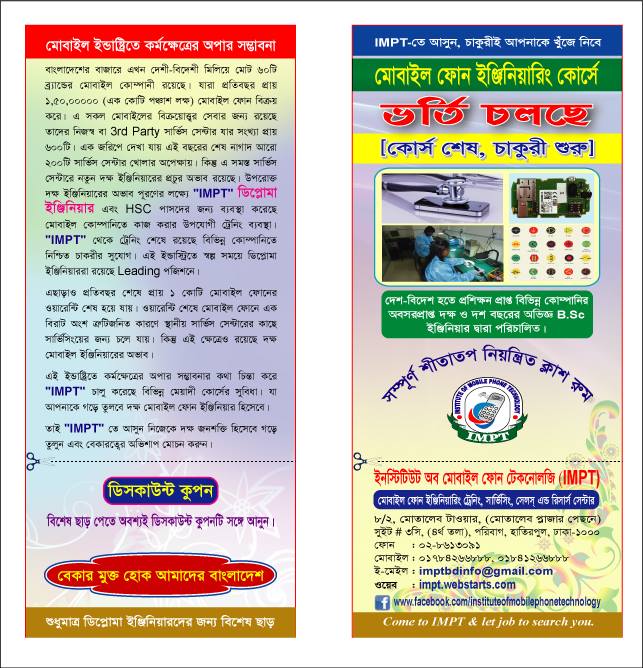 মোবাইল ইন্ডাষ্ট্রিতে কর্মক্ষেত্রের অপার সম্ভাবনা
বাংলাদেশের বাজারে এখন দেশী-বিদেশী মিলিয়ে মোট ৬০টি
ব্র্যান্ডের মোবাইল কোম্পানী রয়েছে। যারা প্রতিবছর প্রায়
১,৫০,০০০০০ (এক কোটি পঞ্চাশ লক্ষ) মোবাইল ফোন বিক্রয়
করে। এ সকল মোবাইলের বিক্রয়োত্তর সেবার জন্য রয়েছে
তাদের নিজস্ব বা 3rd Party সার্ভিস সেন্টার যার সংখ্যা প্রায়
৬০০টি। এক জরিপে দেখা যায় এই বছরের শেষ নাগাদ আরো
২০০টি সার্ভিস সেন্টার খোলার অপেক্ষায়। কিন্তু এ সমস্ত সার্ভিস
সেন্টারে নতুন দক্ষ ইঞ্জিনিয়ারের প্রচুর অভাব রয়েছে। উপরোক্ত
দক্ষ ইঞ্জিনিয়ারের অভাব পূরণের লক্ষ্যে "IMPT" ডিপ্লোমা
ইঞ্জিনিয়ার এবং HSC পাসদের জন্য ব্যবস্থা করেছে
মোবাইল কোম্পানিতে কাজ করার উপযোগী ট্রেনিং ব্যবস্থা।
"IMPT" থেকে ট্রেনিং শেষে রয়েছে বিভিন্ন কোম্পানিতে
নিশ্চিত চাকরীর সুযোগ। এই ইন্ডাস্ট্রিতে স্বল্প সময়ে ডিপ্লোমা
ইঞ্জিনিয়াররা রয়েছে Leading পজিশনে।
এছাড়াও প্রতিবছর শেষে প্রায় ১ কোটি মোবাইল ফোনের
ওয়ারেন্টি শেষ হয়ে যায়। ওয়ারেন্টি শেষে মোবাইল ফোনে এক
বিরাট অংশ ত্রুটিজনিত কারণে স্থানীয় সার্ভিস সেন্টারের কাছে
সার্ভিসিংয়ের জন্য চলে যায়। কিন্তু এই ক্ষেত্রেও রয়েছে দক্ষ
মোবাইল ইঞ্জিনিয়ারের অভাব।
এই ইন্ডাষ্ট্রিতে কর্মক্ষেত্রের অপার সম্ভাবনার কথা চিন্তা করে
"IMPT" চালু করেছে বিভিন্ন মেয়াদী কোর্সের সুবিধা। যা
আপনাকে গড়ে তুলবে দক্ষ মোবাইল ফোন ইঞ্জিনিয়ার হিসেবে।
তাই "IMPT" তে আসুন নিজেকে দক্ষ জনশক্তি হিসেবে গড়ে
তুলুন এবং বেকারত্বের অভিশাপ মোচন করুন।
ডিসকাউন্ট কুপন
বিশেষ ছাড় পেতে অবশ্যই ডিসকাউন্ট কুপনটি সঙ্গে আনুন।
বেকার মুক্ত হোক আমাদের বাংলাদেশ
শুধুমাত্র ডিপ্লোমা ইঞ্জিনিয়ারদের জন্য বিশেষ ছাড়
IMPT-তে আসুন, চাকুরীই আপনাকে খুঁজে নিবে
মোবাইল ফোন ইঞ্জিনিয়ারিং কোর্সে
ভর্তি চলছে
[কোর্স শেষ, চাকুরী শুরু]
দেশ-বিদেশ হতে প্রশিক্ষন প্রাপ্ত বিভিন্ন কোম্পানির
অবসরপ্রাপ্ত দক্ষ ও দশ বছরের অভিজ্ঞ B.Sc
ইঞ্জিনিয়ার দ্বারা পরিচালিত।
সম্পূর্ণ শীতাতপ নিয়ন্ত্রিত ক্লাশ রুম
INSTITUTE OF MOBILE PHONE TECHNOLOGY
IMPT
ইনস্টিটিউট অব মোবাইল ফোন টেকনোলজি (IMPT)
মোবাইল ফোন ইঞ্জিনিয়ারিং ট্রেনিং, সার্ভিসিং, সেলস্ এন্ড রিসার্স সেন্টার
৮/২, মোতালেব টাওয়ার, (মোতালেব প্লাজার পেছনে)
সুইট # ৩সি, (৪র্থ তলা), পরিবাগ, হাতিরপুল, ঢাকা-1000
ফোন : ০২-৮৬১৩০৯১
মোবাইল : ০১৭৮৪২৬৬৮৮৮, ০১৮৪১২৬৬৮৮৮
ই-মেইল : imptbdinfo@gmail.com
ওয়েব : impt.webstarts.com
www.facebook.com/instituteofmobilephonetechnology
Come to IMPT & let job to search you.